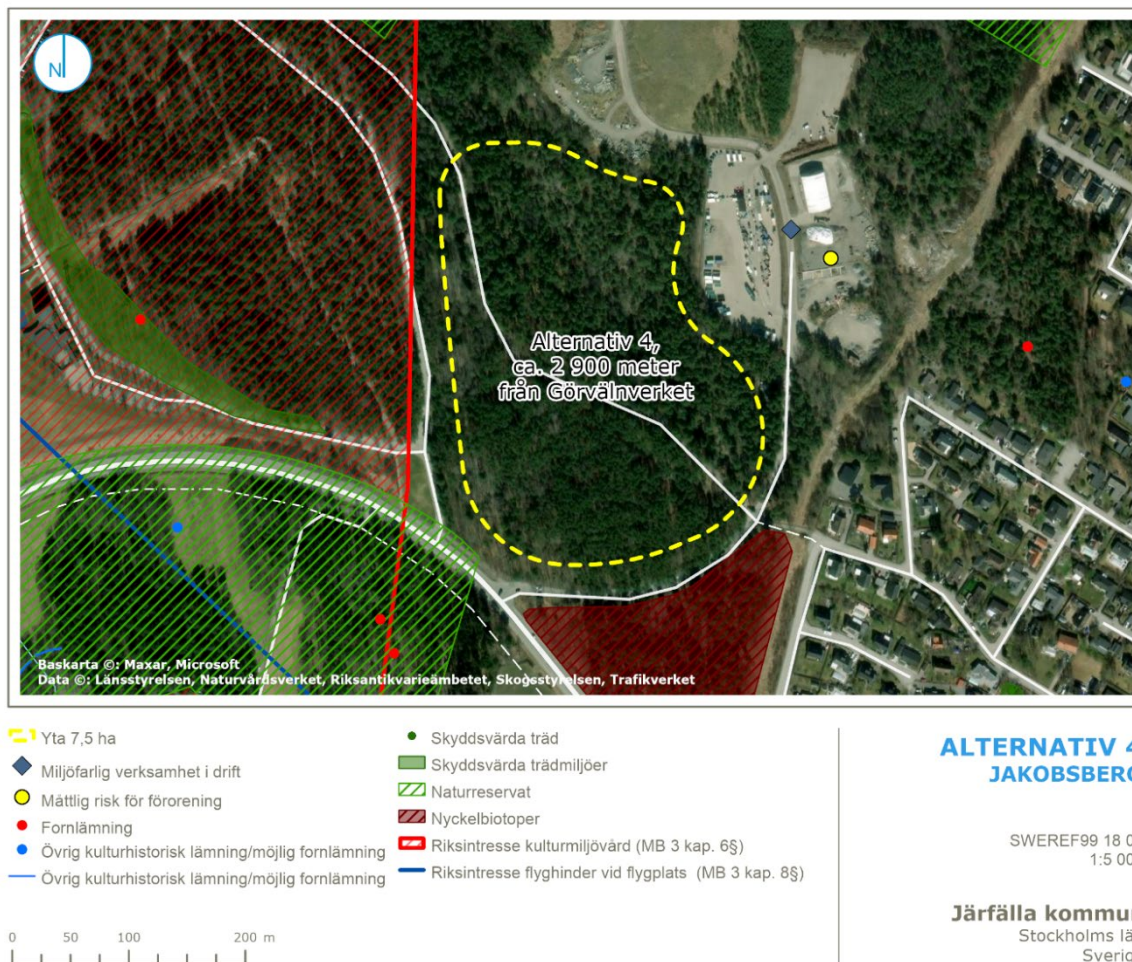 N
Alternativ 4,
ca. 2 900 meter
från Görvälnverket
Baskarta ©: Maxar, Microsoft
Data ©: Länsstyrelsen, Naturvårdsverket, Riksantikvarieämbetet, Skogsstyrelsen, Trafikverket
Yta 7,5 ha
Miljöfarlig verksamhet i drift
Måttlig risk för förorening
Fornlämning
Övrig kulturhistorisk lämning/möjlig fornlämning
Övrig kulturhistorisk lämning/möjlig fornlämning
Skyddsvärda träd
Skyddsvärda trädmiljöer
Naturreservat
Nyckelbiotoper
Riksintresse kulturmiljövård (MB 3 kap. 6§)
Riksintresse flyghinder vid flygplats (MB 3 kap. 8§)
0 50 100 200 m
ALTERNATIV 4
JAKOBSBERG
SWEREF99 18 0
1:5 00
Järfälla kommun
Stockholms lä
Sverig